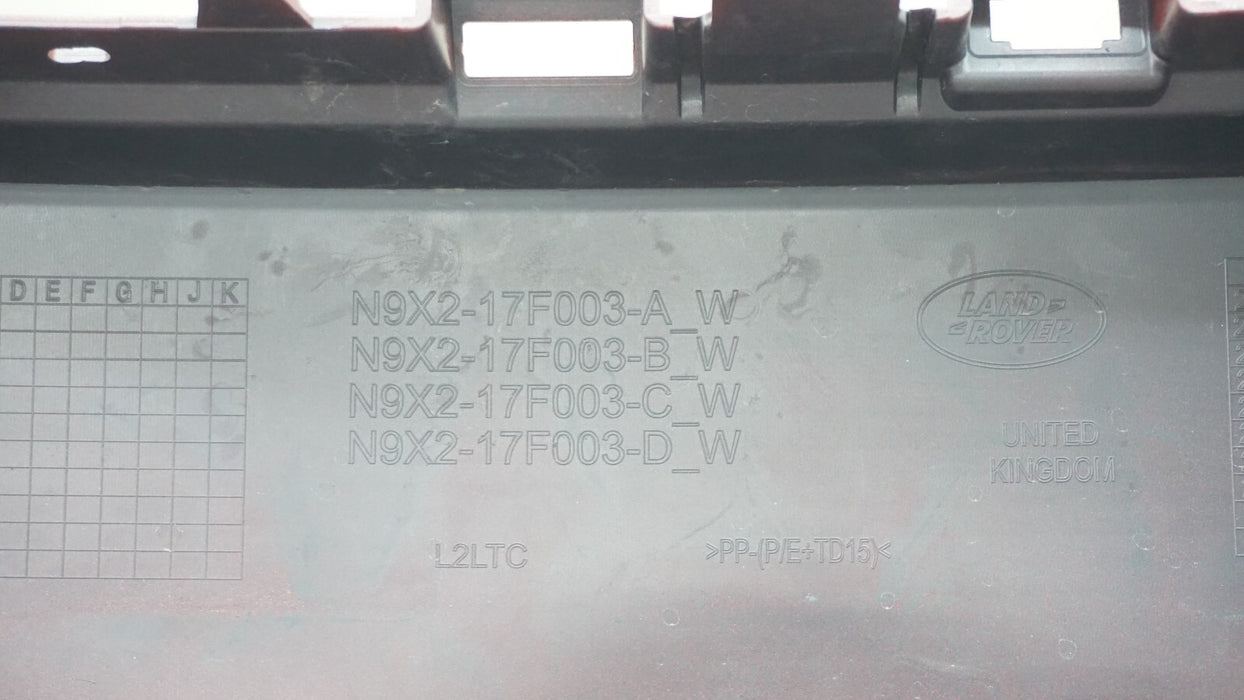 D E F G H J K
N9X2-17F003-A_W
N9X2-17F003-B_W
N9X2-17F003-C_W
N9X2-17F003-D_W
LAND
ROVER
UNITED
KINGDOM
L2LTC
>PP-(P/E+TD15)<